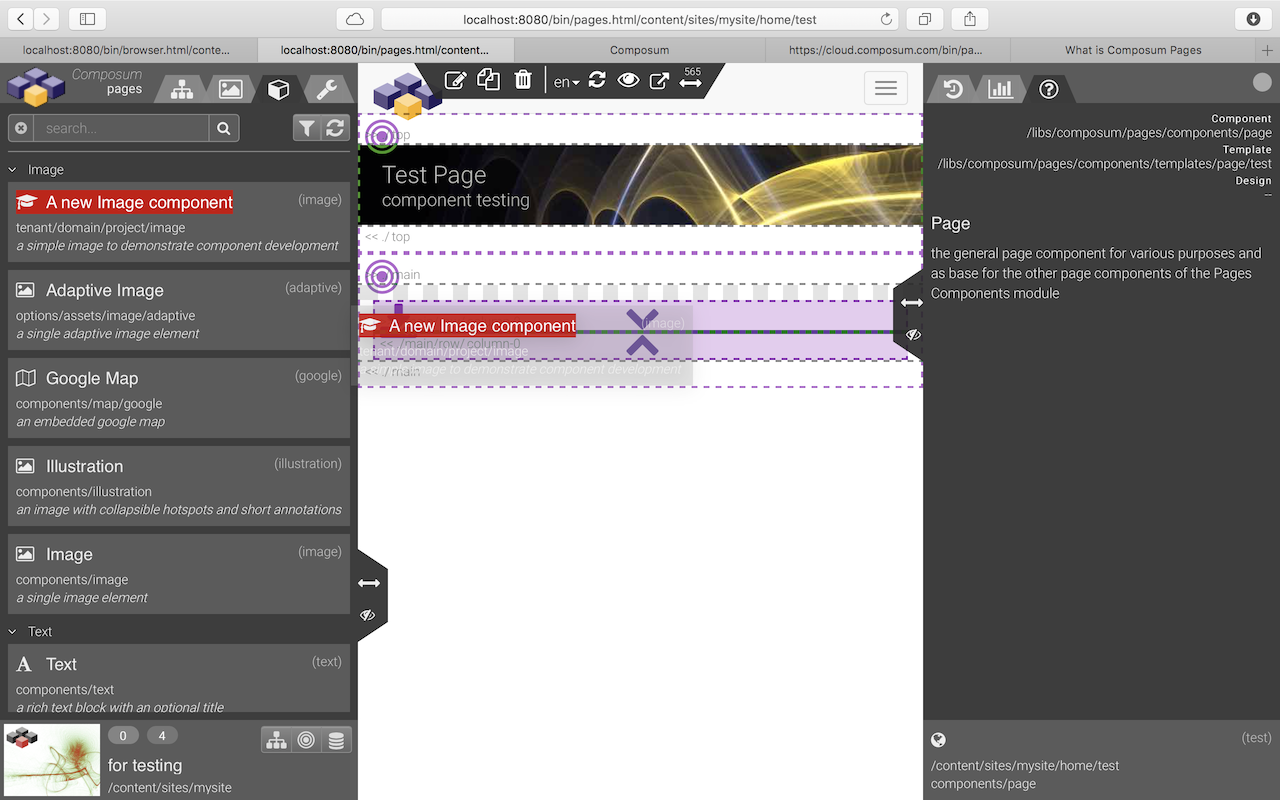 localhost:8080/bin/pages.html/content/sites/mysite/home/test
localhost:8080/bin/browser.html/conte...
localhost:8080/bin/pages.html/content...
Composum
https://cloud.composum.com/bin/pa...
What is Composum Pages
Composum
pages
search...
Image
A new Image component (image)
tenant/domain/project/image
a simple image to demonstrate component development
Adaptive Image (adaptive)
options/assets/image/adaptive
a single adaptive image element
Google Map (google)
components/map/google
an embedded google map
Illustration (illustration)
components/illustration
an image with collapsible hotspots and short annotations
Image (image)
components/image
a single image element
Text
Text (text)
components/text
a rich text block with an optional title
0 4
for testing
/content/sites/mysite
en
565
top
Test Page
component testing
<< ./ top
main
A new Image component (image)
<< ./main/row/ column-0
tenant/domain/project/image
a simple image to demonstrate component development
<< ./ main
Component
/libs/composum/pages/components/page
Template
/libs/composum/pages/components/templates/page/test
Design
--
Page
the general page component for various purposes and
as base for the other page components of the Pages
Components module
(test)
/content/sites/mysite/home/test
components/page